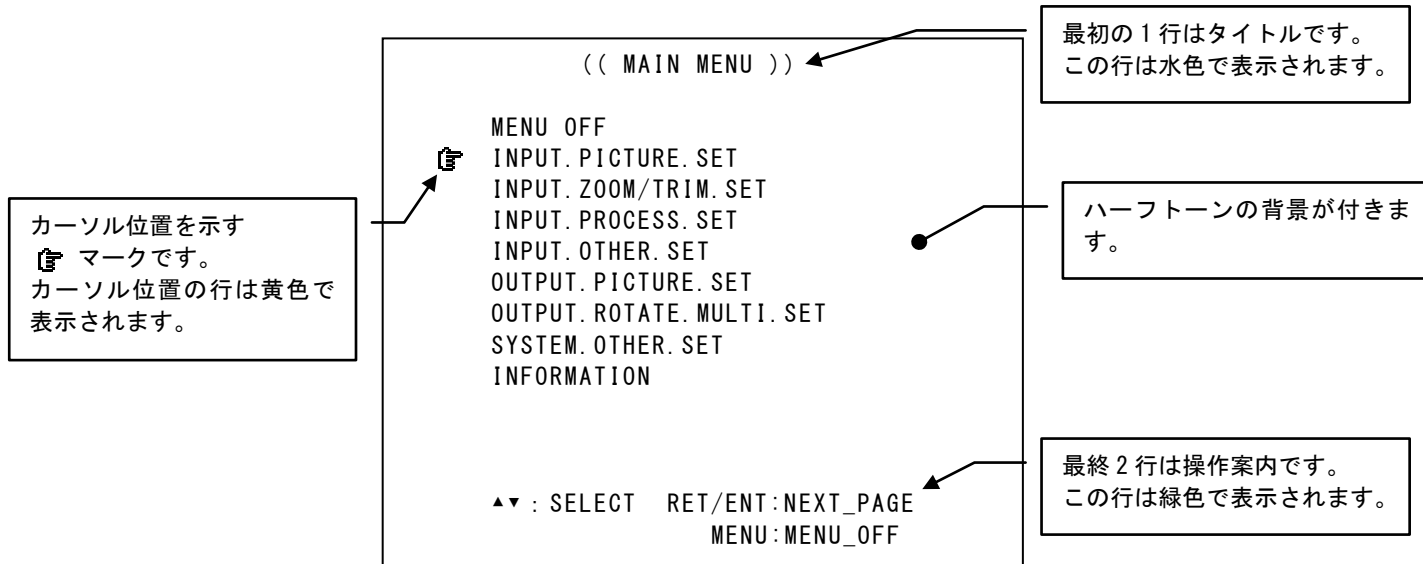 最初の1行はタイトルです。
この行は水色で表示されます。
(( MAIN MENU ))
MENU OFF
INPUT.PICTURE.SET
INPUT.ZOOM/TRIM.SET
INPUT.PROCESS.SET
INPUT.OTHER.SET
OUTPUT.PICTURE.SET
OUTPUT.ROTATE.MULTI.SET
SYSTEM.OTHER.SET
INFORMATION
カーソル位置を示す
☞ マークです。
カーソル位置の行は黄色で
表示されます。
ハーフトーンの背景が付きま
す。
▲▼:SELECT RET/ENT:NEXT_PAGE
MENU:MENU_OFF
最終2行は操作案内です。
この行は緑色で表示されます。